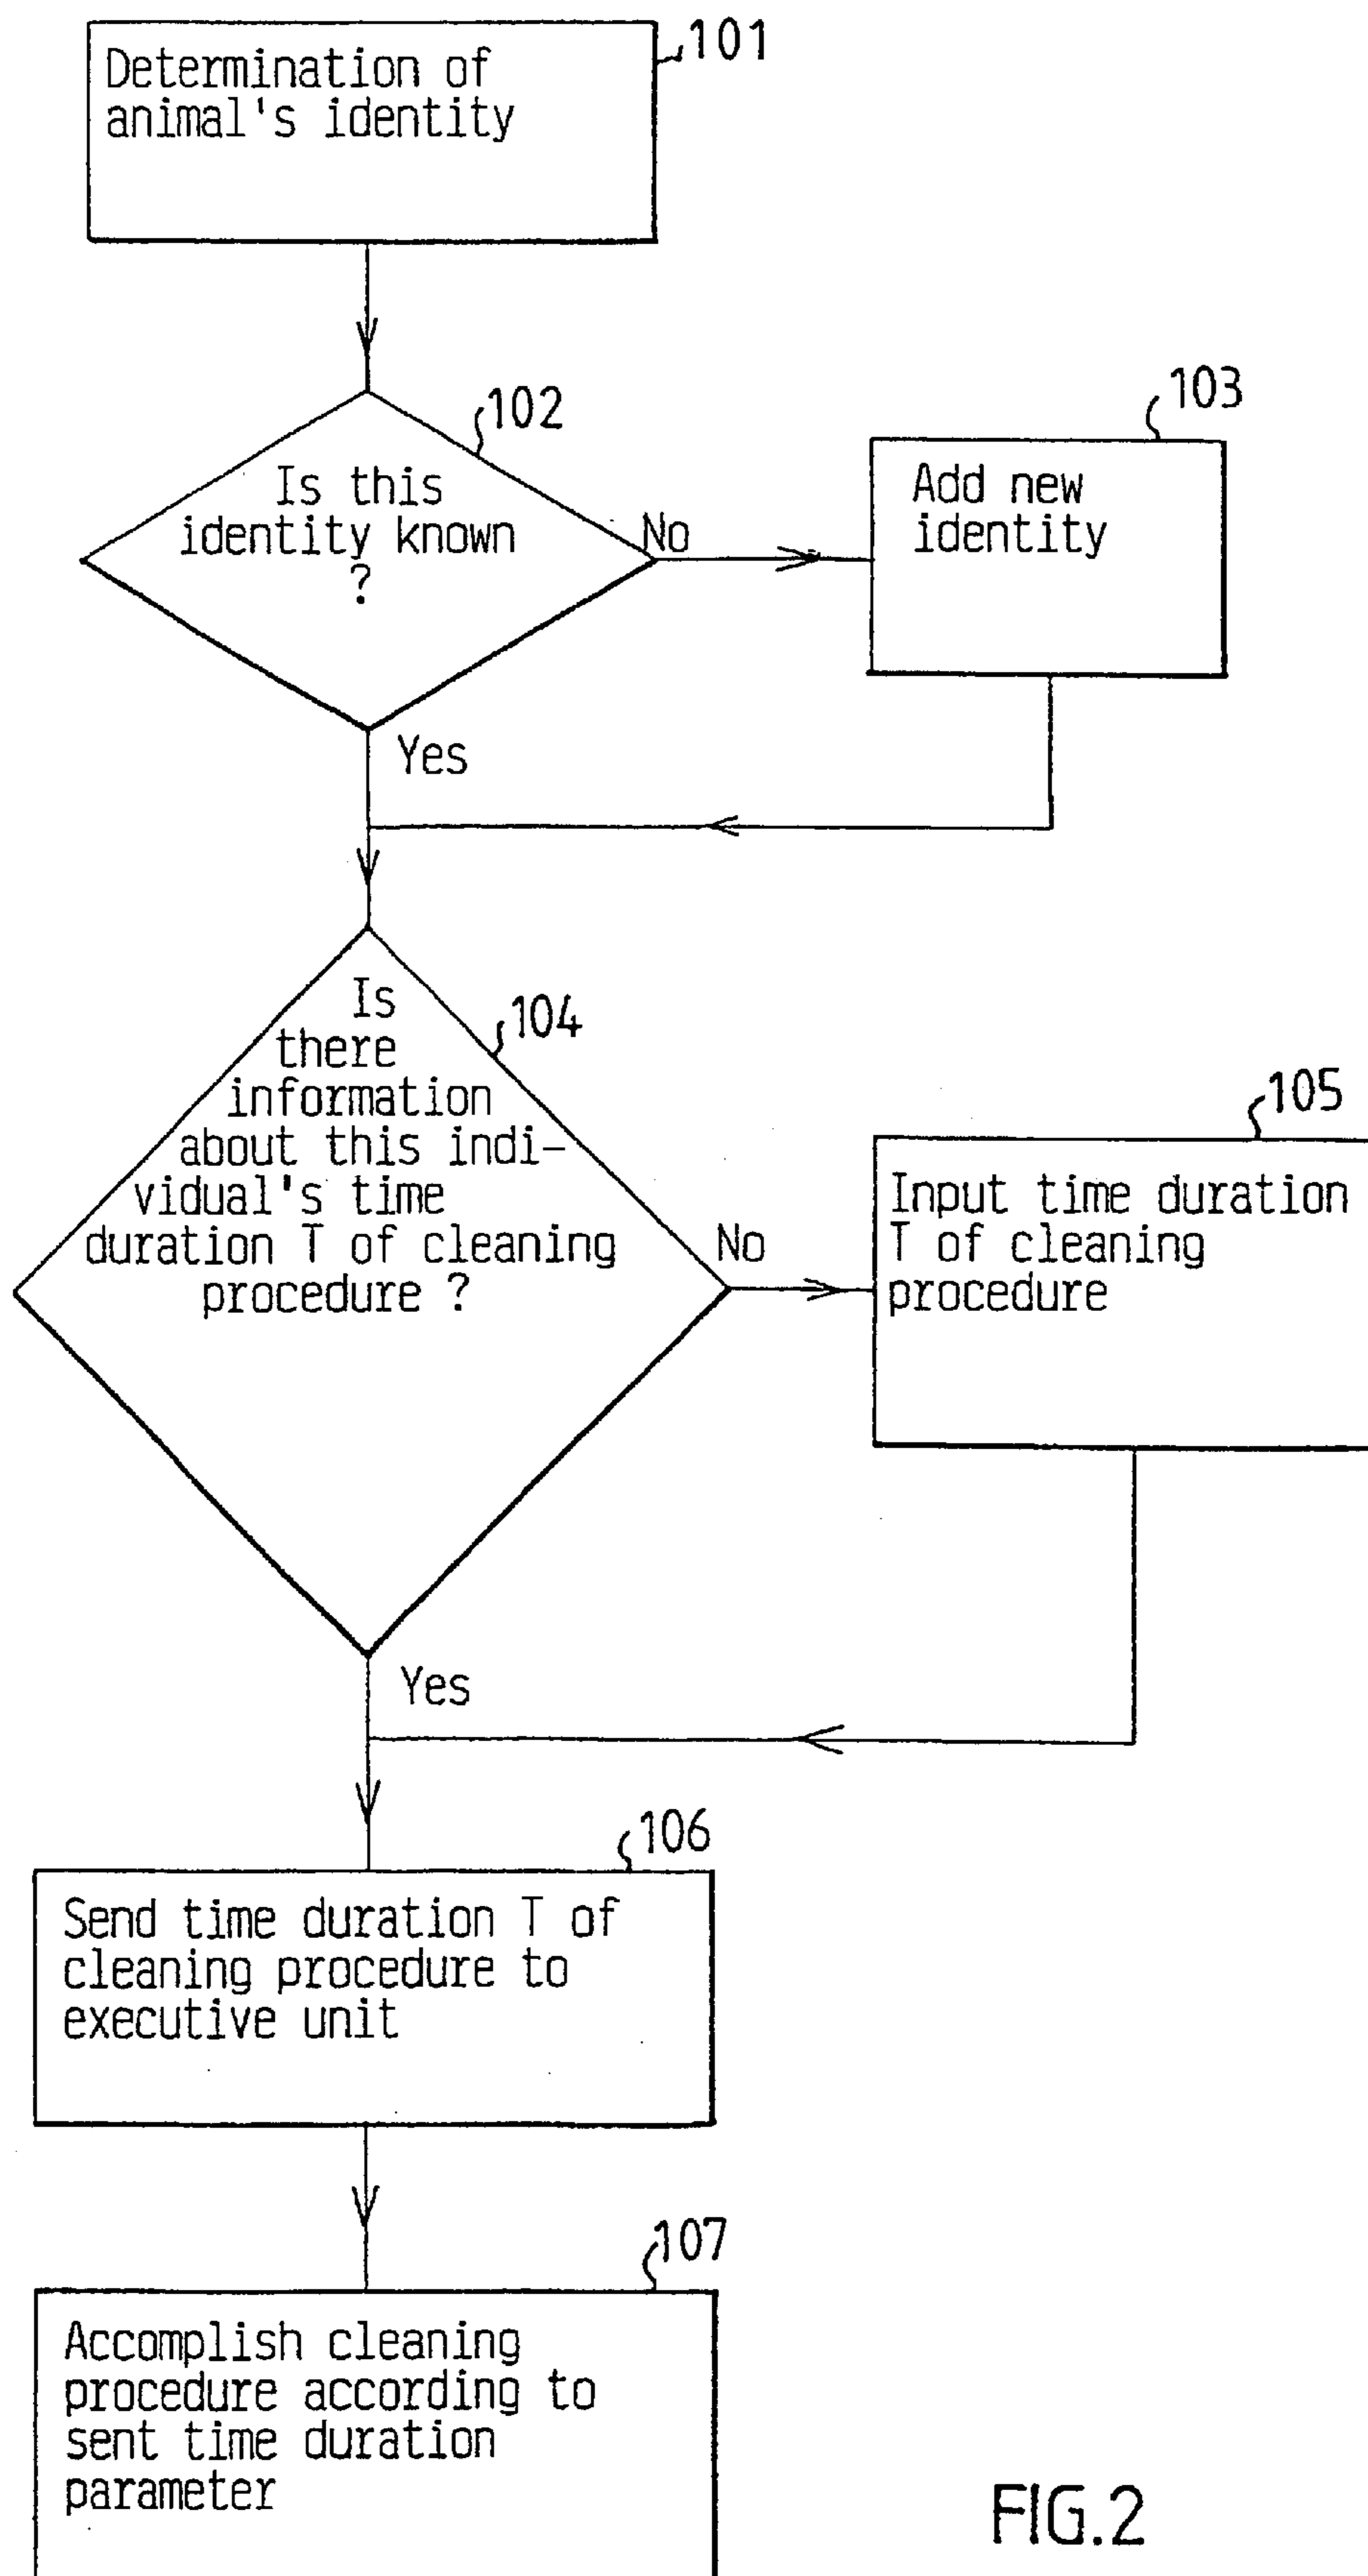 101
Determination of
animal's identity
102
Is this
identity known
?
No
103
Add new
identity
Yes
104
Is
there
information
about this indi-
vidual's time
duration T of cleaning
procedure ?
No
105
Input time duration
T of cleaning
procedure
Yes
106
Send time duration T of
cleaning procedure to
executive unit
107
Accomplish cleaning
procedure according to
sent time duration
parameter
FIG.2